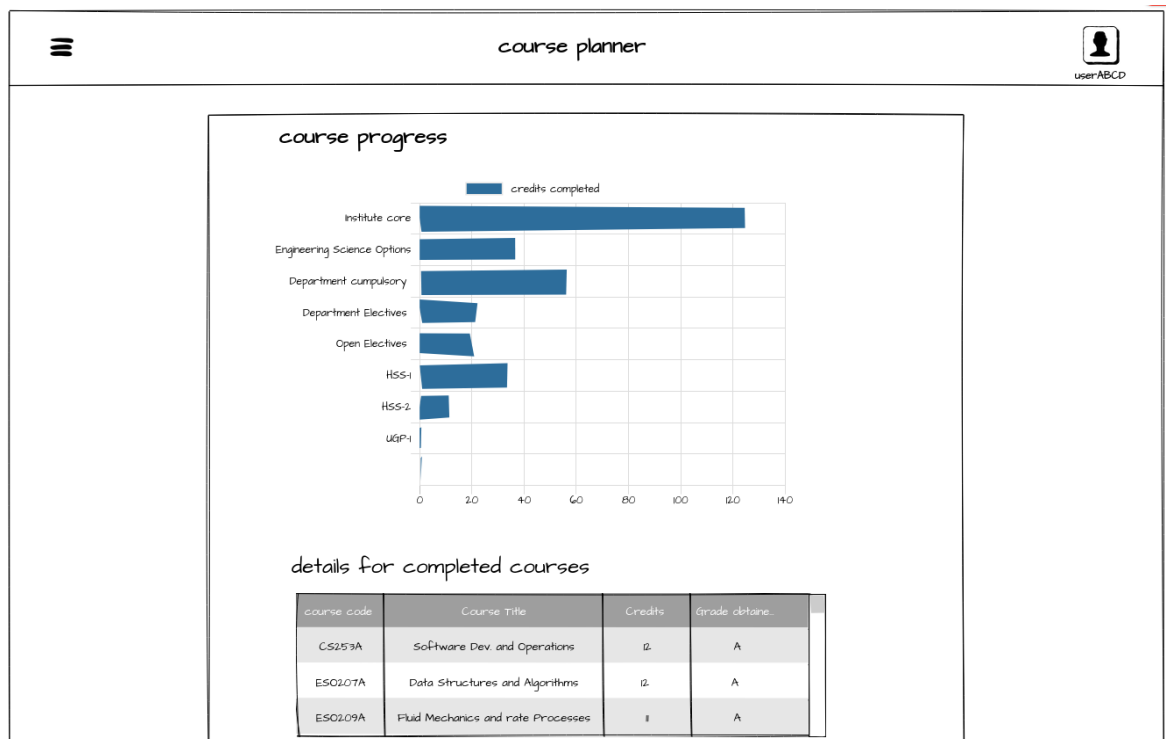 course planner
userABCD
course progress
credits completed
Institute core
Engineering Science Options
Department cumpulsory
Department Electives
Open Electives
HSS-1
HSS-2
UGP-1
0 20 40 60 80 100 120 140
details for completed courses
course code Course Title Credits Grade obtaine...
CS253A Software Dev. and Operations 12 A
ESO207A Data Structures and Algorithms 12 A
ESO209A Fluid Mechanics and rate Processes 11 A